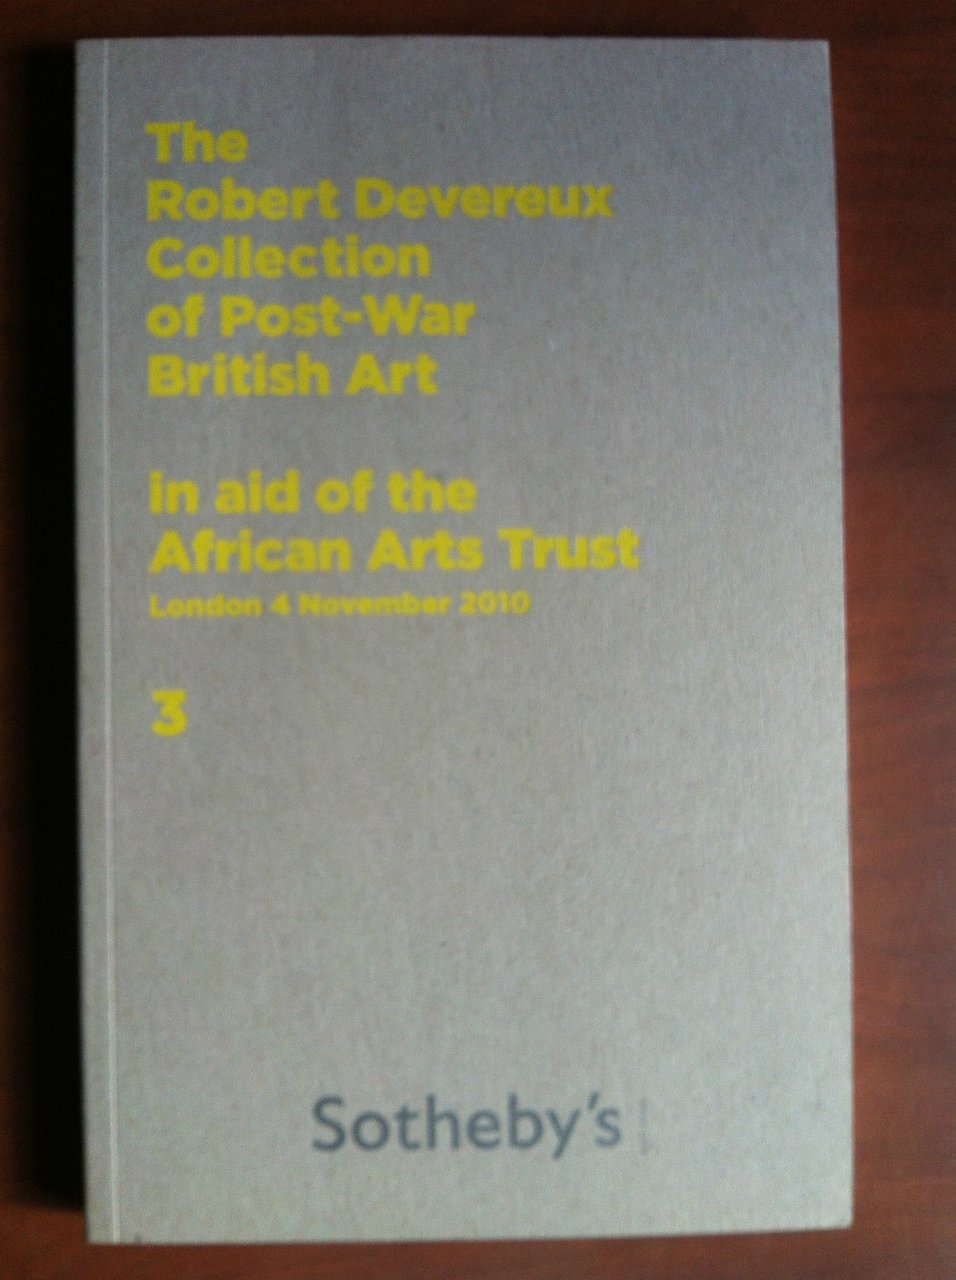 The
Robert Devereux
Collection
of Post-War
British Art
in aid of the
African Arts Trust
London 4 November 2010
3
Sotheby's